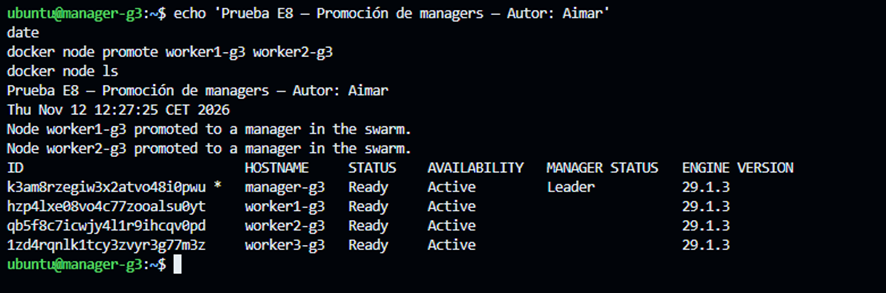 ubuntu@manager-g3:~$ echo 'Prueba E8 – Promoción de managers – Autor: Aimar'
date
docker node promote worker1-g3 worker2-g3
docker node ls
Prueba E8 – Promoción de managers – Autor: Aimar
Thu Nov 12 12:27:25 CET 2026
Node worker1-g3 promoted to a manager in the swarm.
Node worker2-g3 promoted to a manager in the swarm.
ID HOSTNAME STATUS AVAILABILITY MANAGER STATUS ENGINE VERSION
k3am8rzegiw3x2atvo48i0pwu * manager-g3 Ready Active Leader 29.1.3
hzp4lxe08vo4c77zooalsu0yt worker1-g3 Ready Active 29.1.3
qb5f8c7icwjy4l1r9ihcqv0pd worker2-g3 Ready Active 29.1.3
1zd4rqnlk1tcy3zvyr3g77m3z worker3-g3 Ready Active 29.1.3
ubuntu@manager-g3:~$